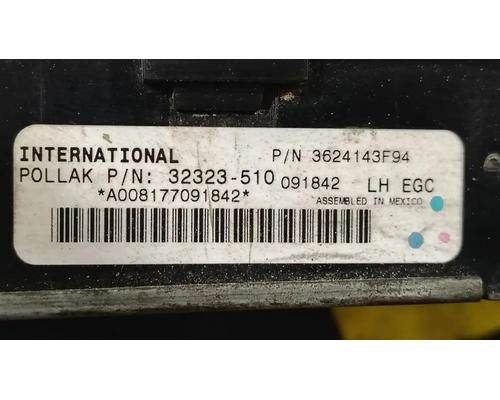 INTERNATIONAL P/N 3624143F94
POLLAK P/N: 32323-510 091842 LH EGC
*A008177091842* ASSEMBLED IN MEXICO